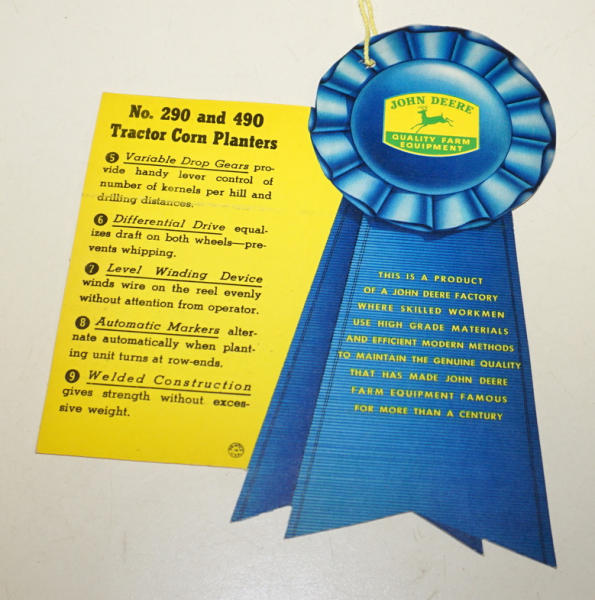 No. 290 and 490
Tractor Corn Planters
5 Variable Drop Gears pro-
vide handy lever control of
number of kernels per hill and
drilling distances.
6 Differential Drive equal-
izes draft on both wheels—pre-
vents whipping.
7 Level Winding Device
winds wire on the reel evenly
without attention from operator.
8 Automatic Markers alter-
nate automatically when plant-
ing unit turns at row-ends.
9 Welded Construction
gives strength without exces-
sive weight.
JOHN DEERE
QUALITY FARM
EQUIPMENT
THIS IS A PRODUCT
OF A JOHN DEERE FACTORY
WHERE SKILLED WORKMEN
USE HIGH GRADE MATERIALS
AND EFFICIENT MODERN METHODS
TO MAINTAIN THE GENUINE QUALITY
THAT HAS MADE JOHN DEERE
FARM EQUIPMENT FAMOUS
FOR MORE THAN A CENTURY